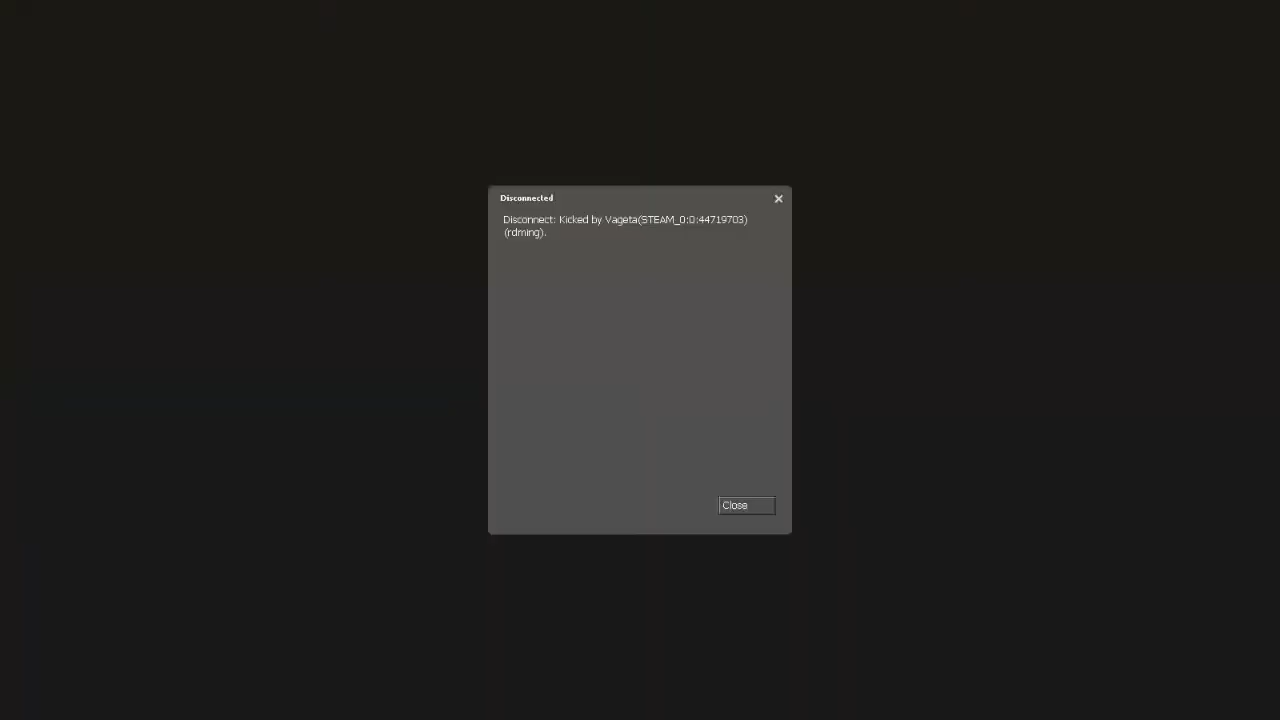 Disconnected
Disconnect: Kicked by Vageta(STEAM_0:0:44719703)
(rdming).
Close